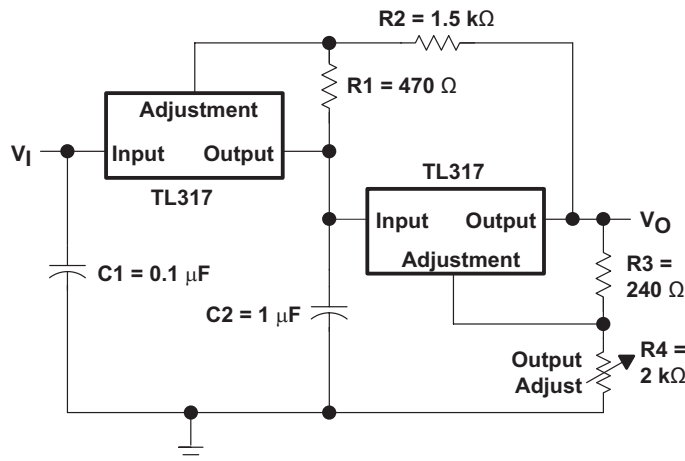 R2 = 1.5 kΩ
R1 = 470 Ω
Adjustment
VI
Input
Output
TL317
TL317
Input
Output
VO
Adjustment
C1 = 0.1 μF
R3 =
240 Ω
C2 = 1 μF
Output
Adjust
R4 =
2 kΩ